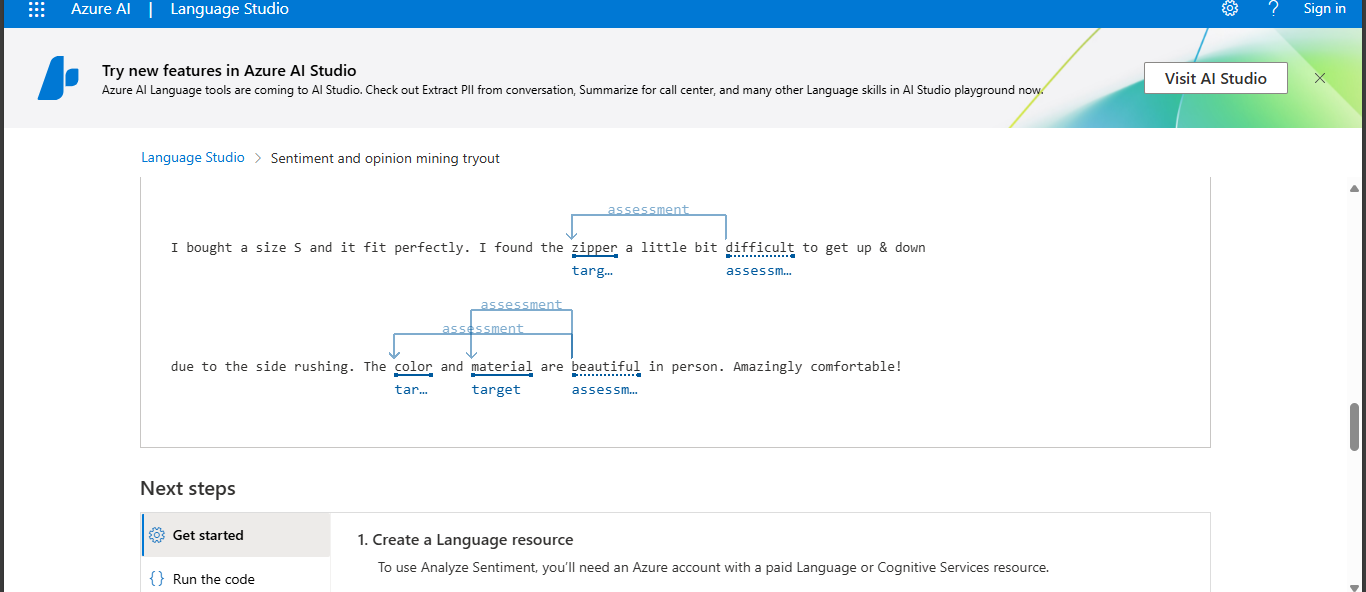 Azure AI | Language Studio Sign in
Try new features in Azure AI Studio
Azure AI Language tools are coming to AI Studio. Check out Extract PII from conversation, Summarize for call center, and many other Language skills in AI Studio playground now.
Visit AI Studio
Language Studio > Sentiment and opinion mining tryout
assessment
I bought a size S and it fit perfectly. I found the zipper a little bit difficult to get up & down
targ… assessm…
assessment
assessment
due to the side rushing. The color and material are beautiful in person. Amazingly comfortable!
tar… target assessm…
Next steps
Get started
1. Create a Language resource
To use Analyze Sentiment, you'll need an Azure account with a paid Language or Cognitive Services resource.
{} Run the code